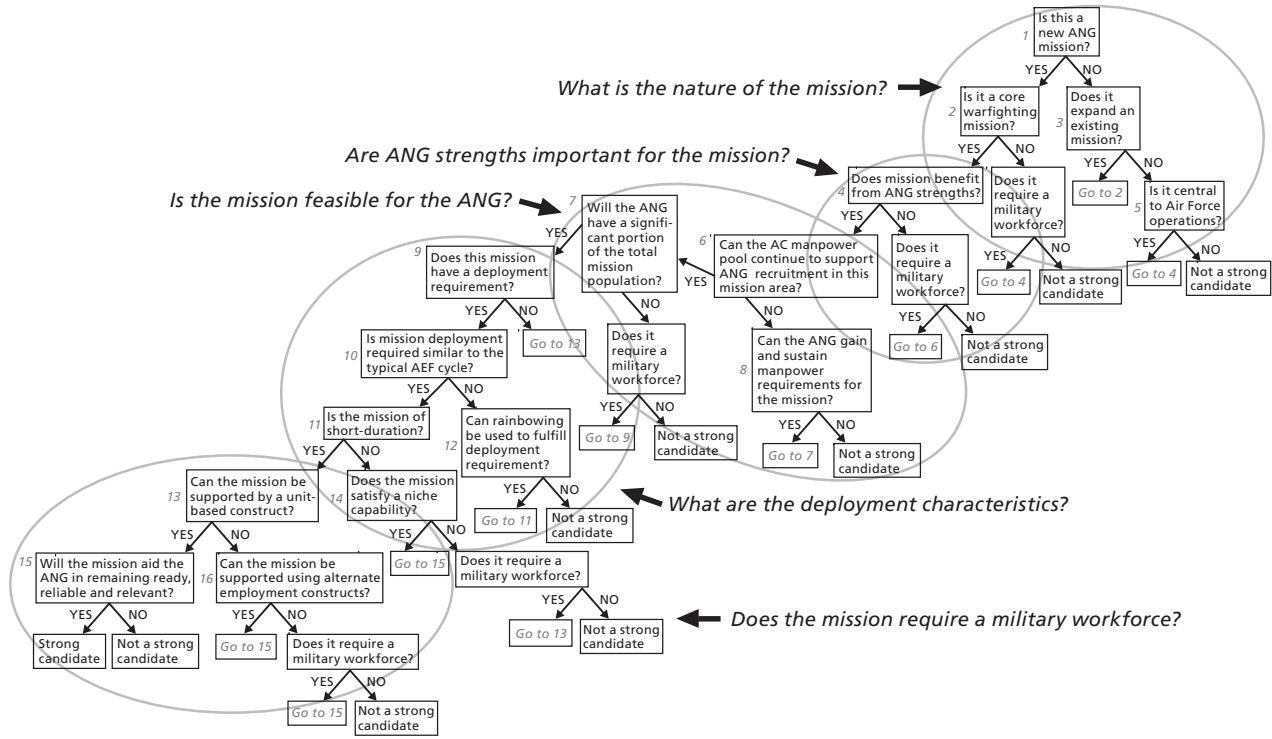 Is this a
new ANG
mission?
1
YES
NO
What is the nature of the mission?
Is it a core
warfighting
mission?
2
Does it
expand an
existing
mission?
3
YES
NO
YES
NO
Are ANG strengths important for the mission?
Does mission benefit
from ANG strengths?
4
Does it
require a
military
workforce?
Go to 2
Is it central
to Air Force
operations?
5
YES
NO
YES
NO
YES
NO
Go to 4
Not a strong
candidate
Go to 4
Not a strong
candidate
Is the mission feasible for the ANG?
7
Will the ANG
have a signifi-
cant portion
of the total
mission
population?
YES
NO
6
Can the AC manpower
pool continue to support
ANG recruitment in this
mission area?
YES
NO
Does it
require a
military
workforce?
YES
NO
Go to 6
Not a strong
candidate
9
Does this mission
have a deployment
requirement?
YES
NO
Go to 13
Does it
require a
military
workforce?
YES
NO
Go to 9
Not a strong
candidate
8
Can the ANG gain
and sustain
manpower
requirements for
the mission?
YES
NO
Go to 7
Not a strong
candidate
10
Is mission deployment
required similar to the
typical AEF cycle?
YES
NO
11
Is the mission of
short-duration?
YES
NO
12
Can rainbowing
be used to fulfill
deployment
requirement?
YES
NO
Go to 11
Not a strong
candidate
What are the deployment characteristics?
13
Can the mission be
supported by a unit-
based construct?
YES
NO
14
Does the mission
satisfy a niche
capability?
YES
NO
Go to 15
Does it require a
military workforce?
YES
NO
Go to 13
Not a strong
candidate
Does the mission require a military workforce?
15
Will the mission aid the
ANG in remaining ready,
reliable and relevant?
YES
NO
Strong
candidate
Not a strong
candidate
16
Can the mission be
supported using alternate
employment constructs?
YES
NO
Go to 15
Does it require a
military workforce?
YES
NO
Go to 15
Not a strong
candidate